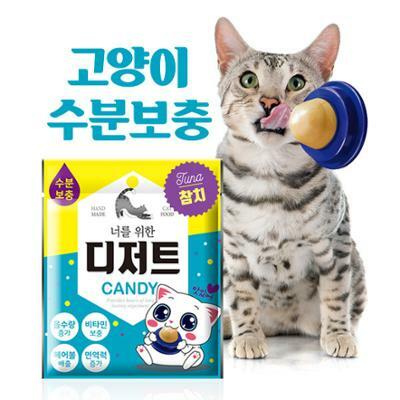 고양이
수분보충
수분
보충
HAND
MADE
CAT
FOOD
Tuna
참치
너를 위한
디저트
CANDY
음수량
증가
비타민
보충
헤어볼
배출
면역력
증가